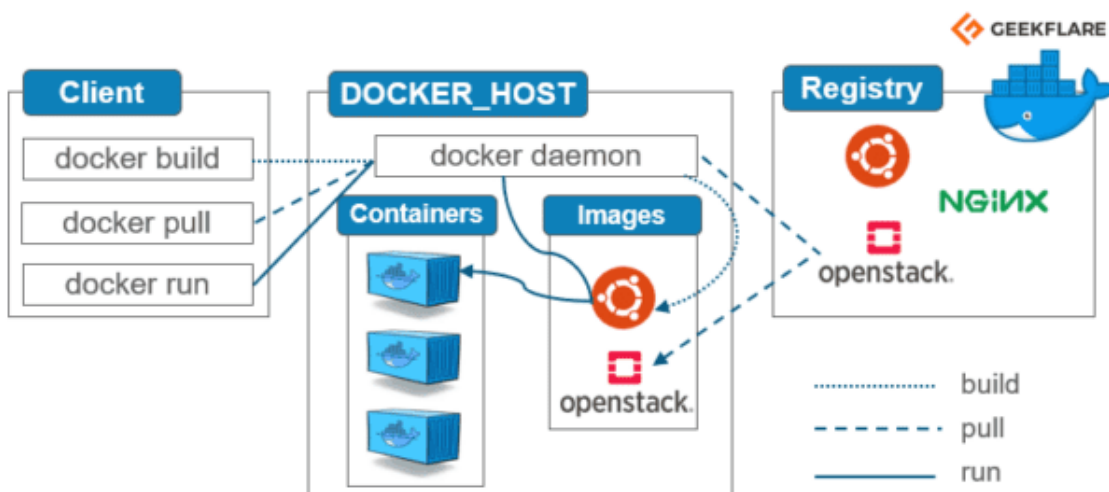 GEEKFLARE
Client
DOCKER_HOST
Registry
docker build
docker daemon
docker pull
Containers
Images
NGINX
docker run
openstack.
openstack.
build
pull
run